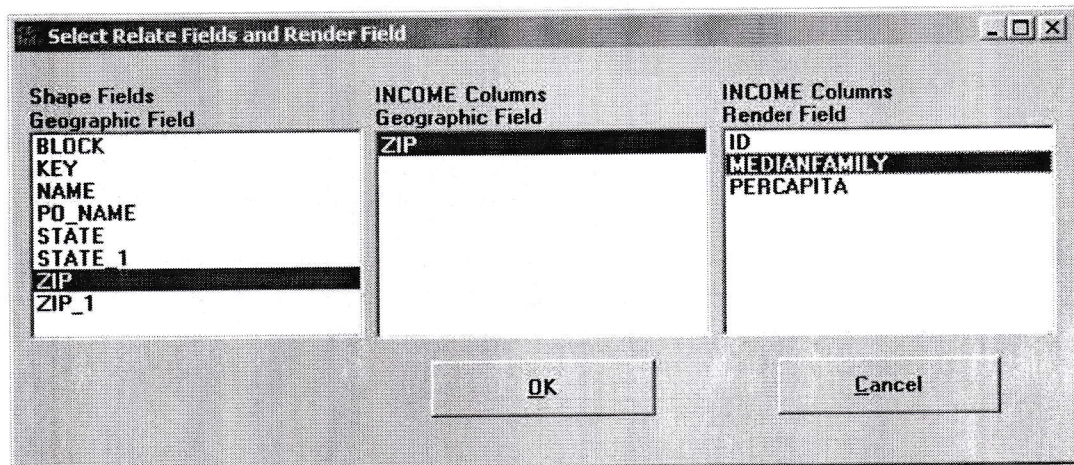 Select Relate Fields and Render Field
Shape Fields
Geographic Field
BLOCK
KEY
NAME
PO_NAME
STATE
STATE_1
ZIP
ZIP_1
INCOME Columns
Geographic Field
ZIP
INCOME Columns
Render Field
ID
MEDIANFAMILY
PERCAPITA
OK
Cancel